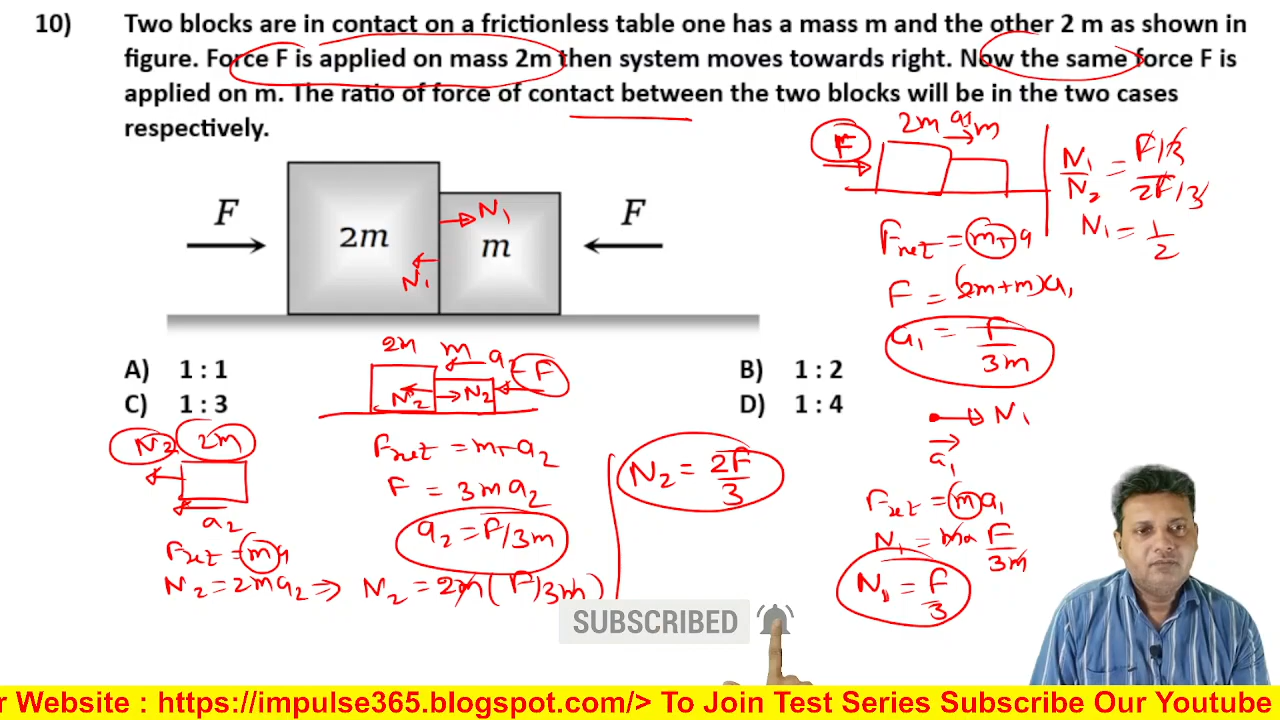 10) Two blocks are in contact on a frictionless table one has a mass m and the other 2 m as shown in
figure. Force F is applied on mass 2m then system moves towards right. Now the same force F is
applied on m. The ratio of force of contact between the two blocks will be in the two cases
respectively.
F 2m m F
N₁
N₁
A) 1 : 1
B) 1 : 2
C) 1 : 3
D) 1 : 4
F 2m a₁ m
N₁/N₂ = F/3 / 2F/3
N₁ = 1/2
Fnet = mT a
F = (2m+m)a₁
a₁ = F/3m
N₁
a₁
Fnet = m a₁
N₁ = m F/3m
N₁ = F/3
2m m a₂ F
N₂ N₂
Fnet = mT a₂
F = 3m a₂
a₂ = F/3m
N₂ 2m
a₂
Fnet = m a
N₂ = 2m a₂ ⇒ N₂ = 2m ( F/3m )
N₂ = 2F/3
SUBSCRIBED
r Website : https://impulse365.blogspot.com/> To Join Test Series Subscribe Our Youtube